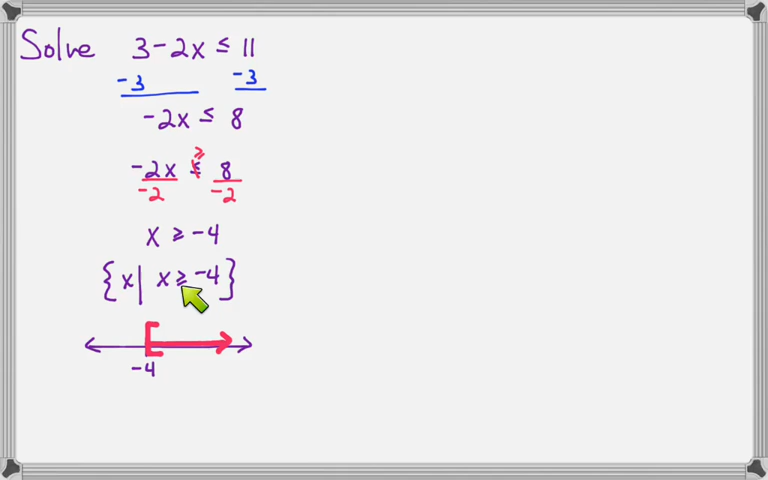 Solve 3 - 2x ≤ 11
-3 -3
-2x ≤ 8
-2x ≤ ≥ 8
-2 -2
x ≥ -4
{x| x ≥ -4}
[
-4